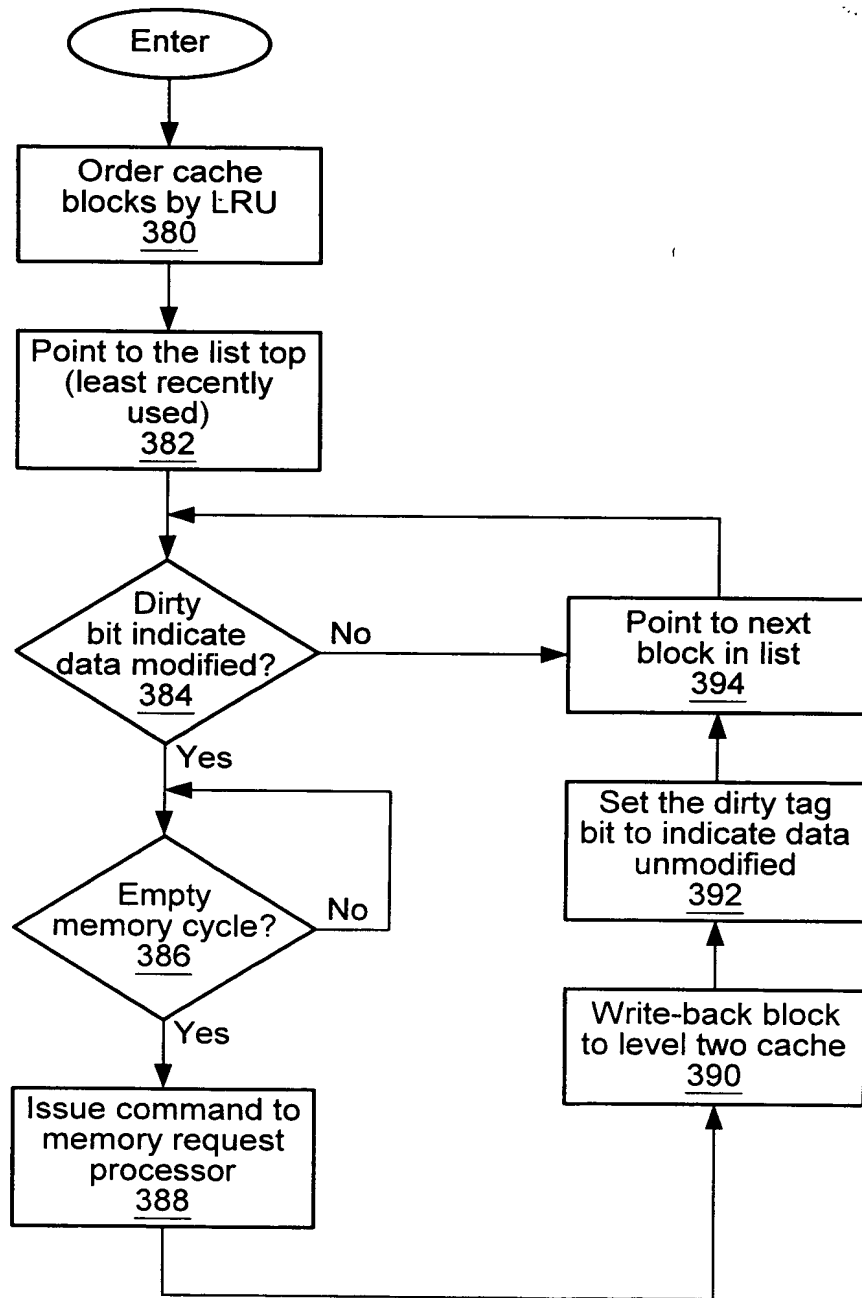 Enter
Order cache
blocks by LRU
380
Point to the list top
(least recently
used)
382
Dirty
bit indicate
data modified?
384
No
Yes
Empty
memory cycle?
386
No
Yes
Issue command to
memory request
processor
388
Point to next
block in list
394
Set the dirty tag
bit to indicate data
unmodified
392
Write-back block
to level two cache
390